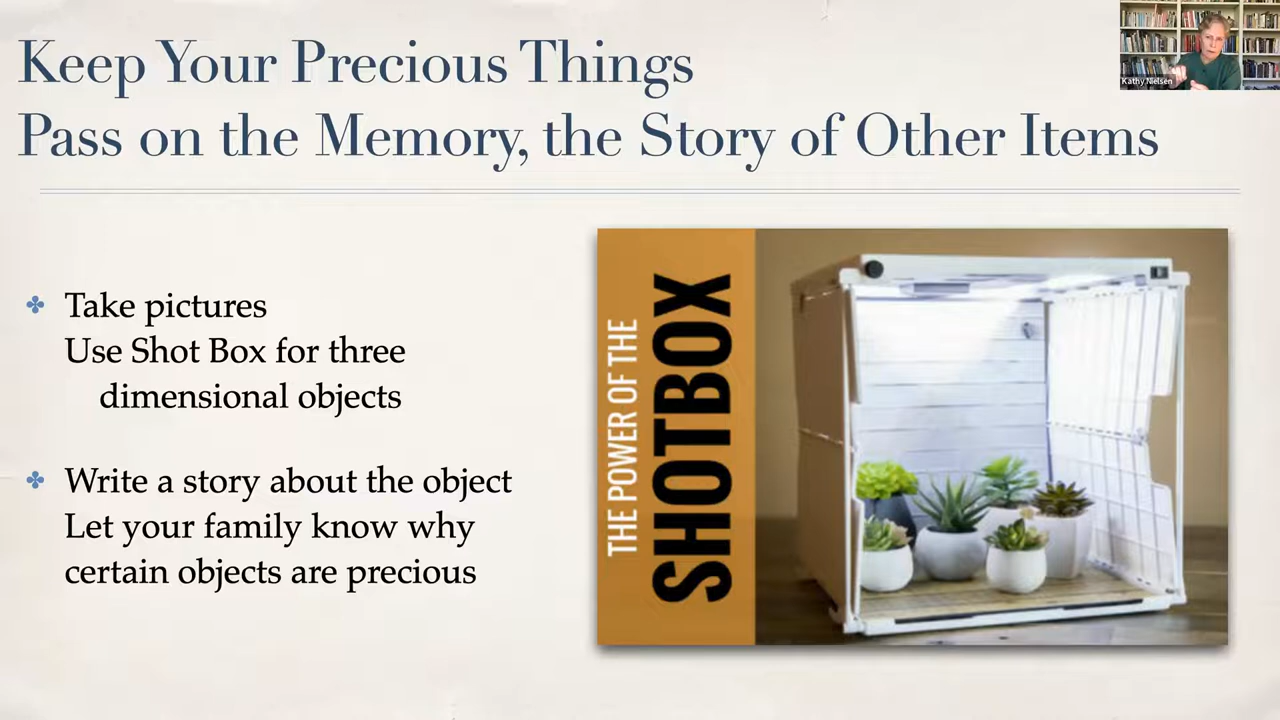 Keep Your Precious Things
Pass on the Memory, the Story of Other Items
Kathy Nielsen
Take pictures
Use Shot Box for three
dimensional objects
Write a story about the object
Let your family know why
certain objects are precious
THE POWER OF THE
SHOTBOX